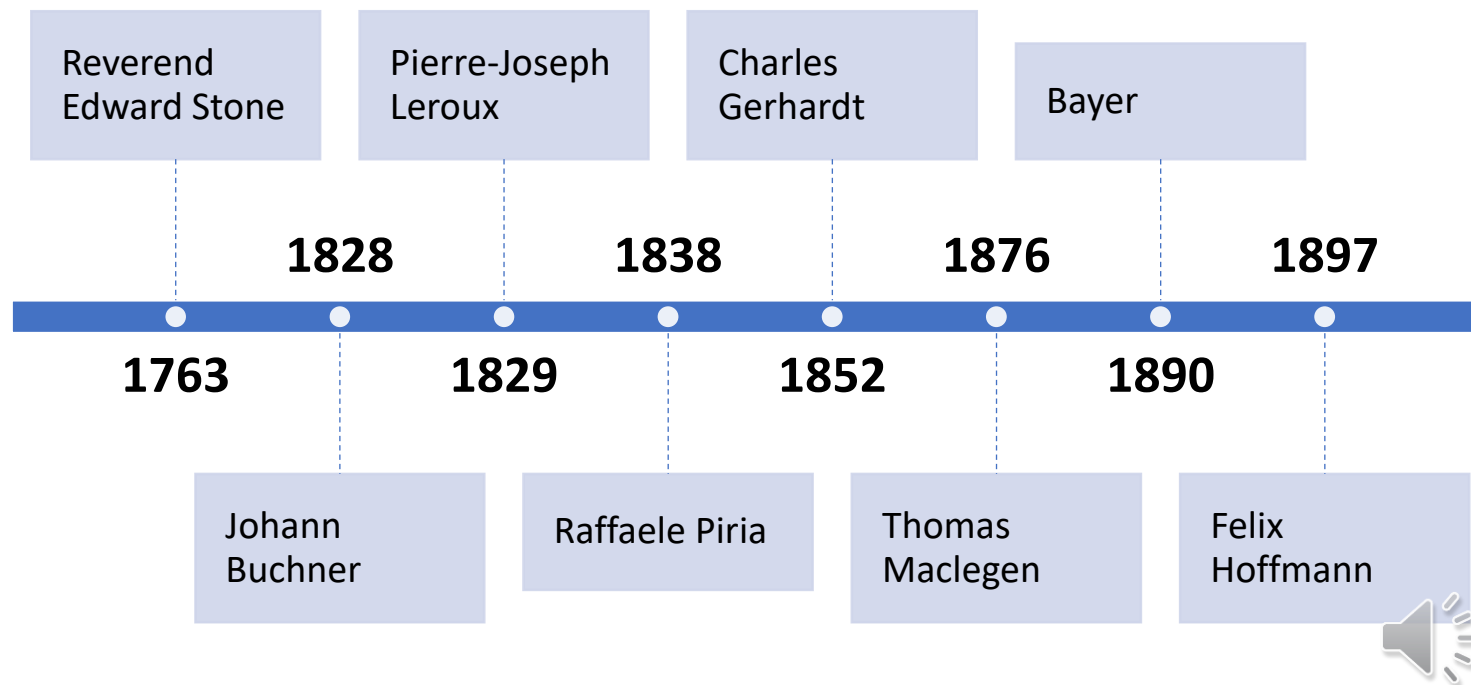 Reverend
Edward Stone
Pierre-Joseph
Leroux
Charles
Gerhardt
Bayer
1828
1838
1876
1897
1763
1829
1852
1890
Johann
Buchner
Raffaele Piria
Thomas
Maclegen
Felix
Hoffmann